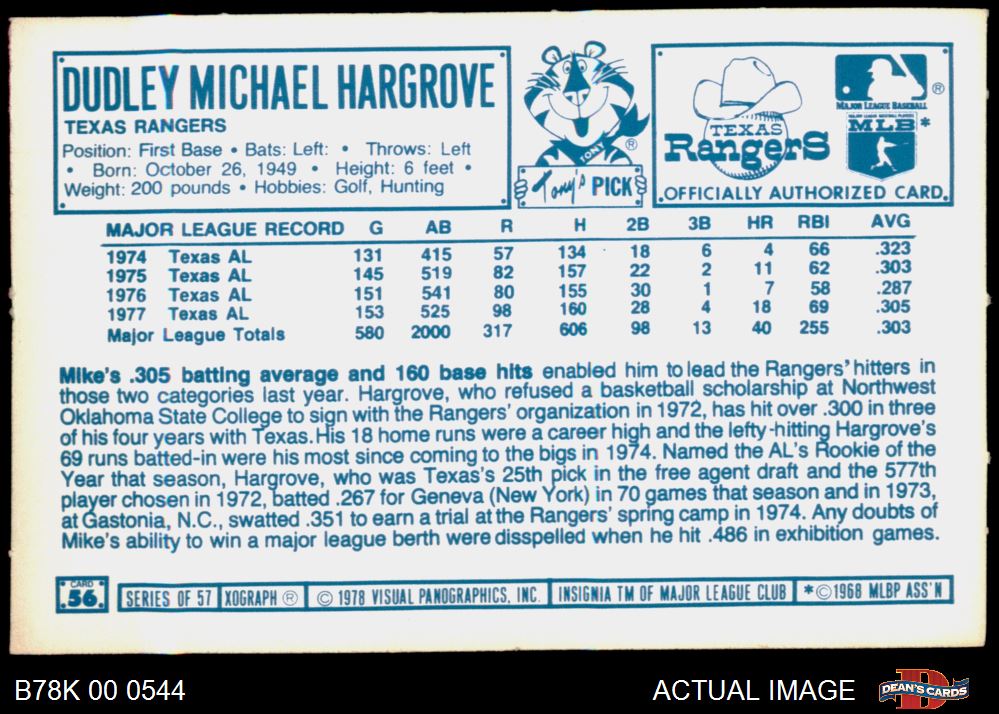 DUDLEY MICHAEL HARGROVE
TEXAS RANGERS
Position: First Base • Bats: Left: • Throws: Left
• Born: October 26, 1949 • Height: 6 feet •
Weight: 200 pounds • Hobbies: Golf, Hunting
TONY
®
Tony's PICK
TEXAS
RangerS
MAJOR LEAGUE BASEBALL
®
MAJOR LEAGUE BASEBALL PLAYERS
MLB*
OFFICIALLY AUTHORIZED CARD
MAJOR LEAGUE RECORD G AB R H 2B 3B HR RBI AVG
1974 Texas AL 131 415 57 134 18 6 4 66 .323
1975 Texas AL 145 519 82 157 22 2 11 62 .303
1976 Texas AL 151 541 80 155 30 1 7 58 .287
1977 Texas AL 153 525 98 160 28 4 18 69 .305
Major League Totals 580 2000 317 606 98 13 40 255 .303
Mike's .305 batting average and 160 base hits enabled him to lead the Rangers' hitters in
those two categories last year. Hargrove, who refused a basketball scholarship at Northwest
Oklahoma State College to sign with the Rangers' organization in 1972, has hit over .300 in three
of his four years with Texas. His 18 home runs were a career high and the lefty-hitting Hargrove's
69 runs batted-in were his most since coming to the bigs in 1974. Named the AL's Rookie of the
Year that season, Hargrove, who was Texas's 25th pick in the free agent draft and the 577th
player chosen in 1972, batted .267 for Geneva (New York) in 70 games that season and in 1973,
at Gastonia, N.C., swatted .351 to earn a trial at the Rangers' spring camp in 1974. Any doubts of
Mike's ability to win a major league berth were disspelled when he hit .486 in exhibition games.
CARD
56
SERIES OF 57 XOGRAPH ® © 1978 VISUAL PANOGRAPHICS, INC. INSIGNIA TM OF MAJOR LEAGUE CLUB *©1968 MLBP ASS'N
B78K 00 0544
ACTUAL IMAGE
DEAN'S CARDS